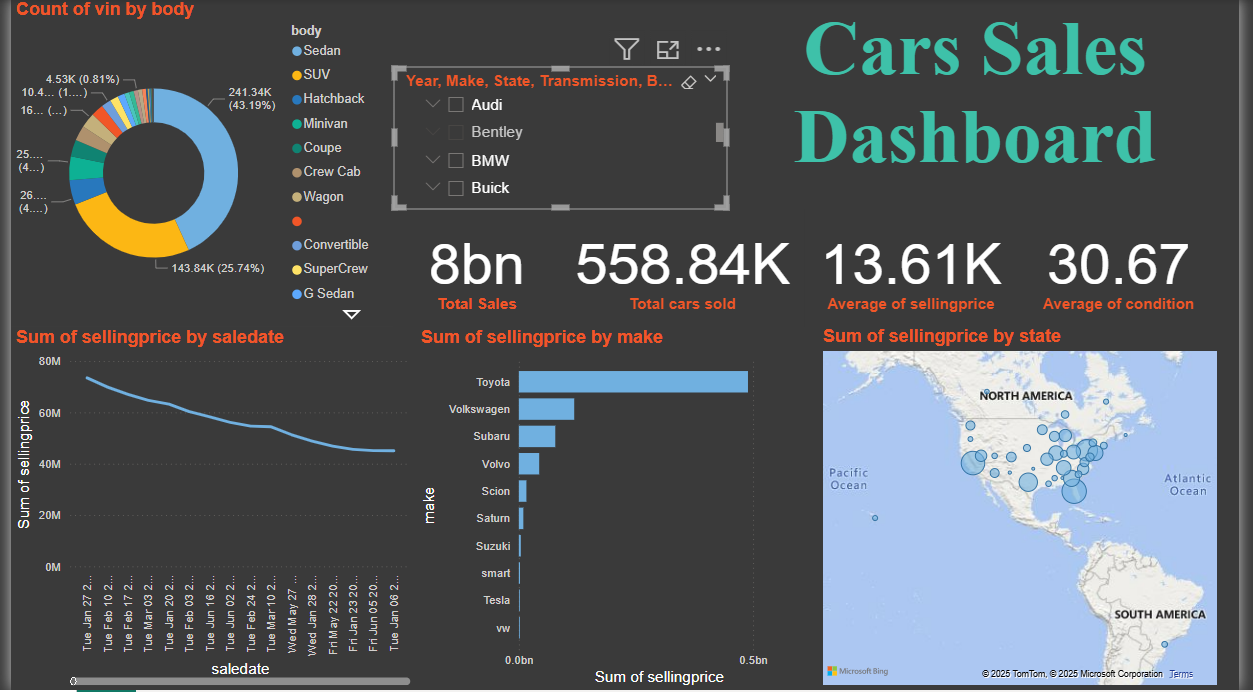 Count of vin by body
body
Sedan
SUV
Hatchback
Minivan
Coupe
Crew Cab
Wagon
Convertible
SuperCrew
G Sedan
4.53K (0.81%)
10.4... (1....)
16... (...)
25....
(4...)
26....
(4....)
241.34K
(43.19%)
143.84K (25.74%)
Year, Make, State, Transmission, B...
Audi
Bentley
BMW
Buick
Cars Sales
Dashboard
8bn
Total Sales
558.84K
Total cars sold
13.61K
Average of sellingprice
30.67
Average of condition
Sum of sellingprice by saledate
Sum of sellingprice
80M
60M
40M
20M
0M
Tue Jan 27 2...
Tue Feb 10 2...
Tue Feb 17 2...
Tue Mar 03 2...
Tue Jan 20 2...
Tue Feb 03 2...
Tue Jun 16 2...
Tue Jun 02 2...
Tue Feb 24 2...
Tue Mar 10 2...
Wed May 27 ...
Wed Jan 28 2...
Fri May 22 20...
Fri Jan 23 20...
Fri Jun 05 20...
Tue Jan 06 2...
saledate
Sum of sellingprice by make
make
Toyota
Volkswagen
Subaru
Volvo
Scion
Saturn
Suzuki
smart
Tesla
vw
0.0bn
0.5bn
Sum of sellingprice
Sum of sellingprice by state
NORTH AMERICA
Pacific
Ocean
Atlantic
Ocean
SOUTH AMERICA
Microsoft Bing
© 2025 TomTom, © 2025 Microsoft Corporation Terms